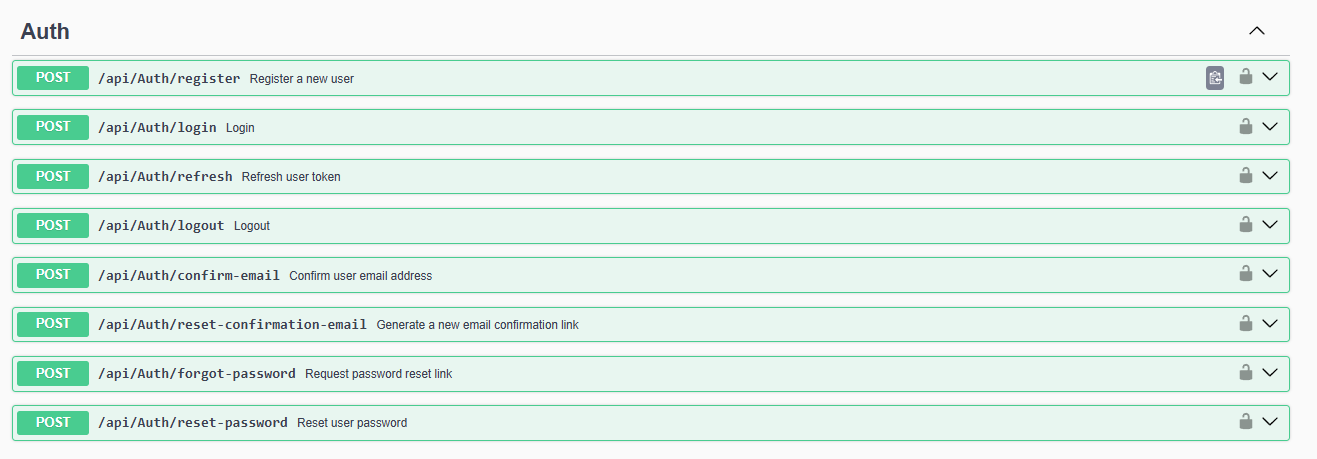 Auth
POST /api/Auth/register Register a new user
POST /api/Auth/login Login
POST /api/Auth/refresh Refresh user token
POST /api/Auth/logout Logout
POST /api/Auth/confirm-email Confirm user email address
POST /api/Auth/reset-confirmation-email Generate a new email confirmation link
POST /api/Auth/forgot-password Request password reset link
POST /api/Auth/reset-password Reset user password